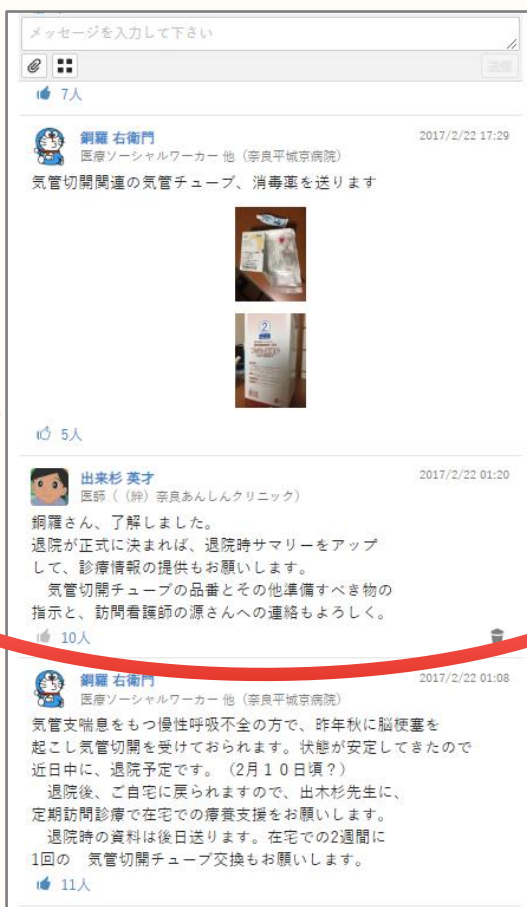 メッセージを入力して下さい
送信
7人
銅羅 右衛門
2017/2/22 17:29
医療ソーシャルワーカー 他（奈良平城京病院）
気管切開関連の気管チューブ、消毒薬を送ります
2
5人
出来杉 英才
2017/2/22 01:20
医師（（絆）奈良あんしんクリニック）
銅羅さん、了解しました。
退院が正式に決まれば、退院時サマリーをアップ
して、診療情報の提供もお願いします。
気管切開チューブの品番とその他準備すべき物の
指示と、訪問看護師の源さんへの連絡もよろしく。
10人
銅羅 右衛門
2017/2/22 01:08
医療ソーシャルワーカー 他（奈良平城京病院）
気管支喘息をもつ慢性呼吸不全の方で、昨年秋に脳梗塞を
起こし気管切開を受けておられます。状態が安定してきたので
近日中に、退院予定です。（2月１０日頃？）
退院後、ご自宅に戻られますので、出木杉先生に、
定期訪問診療で在宅での療養支援をお願いします。
退院時の資料は後日送ります。在宅での2週間に
1回の　気管切開チューブ交換もお願いします。
11人